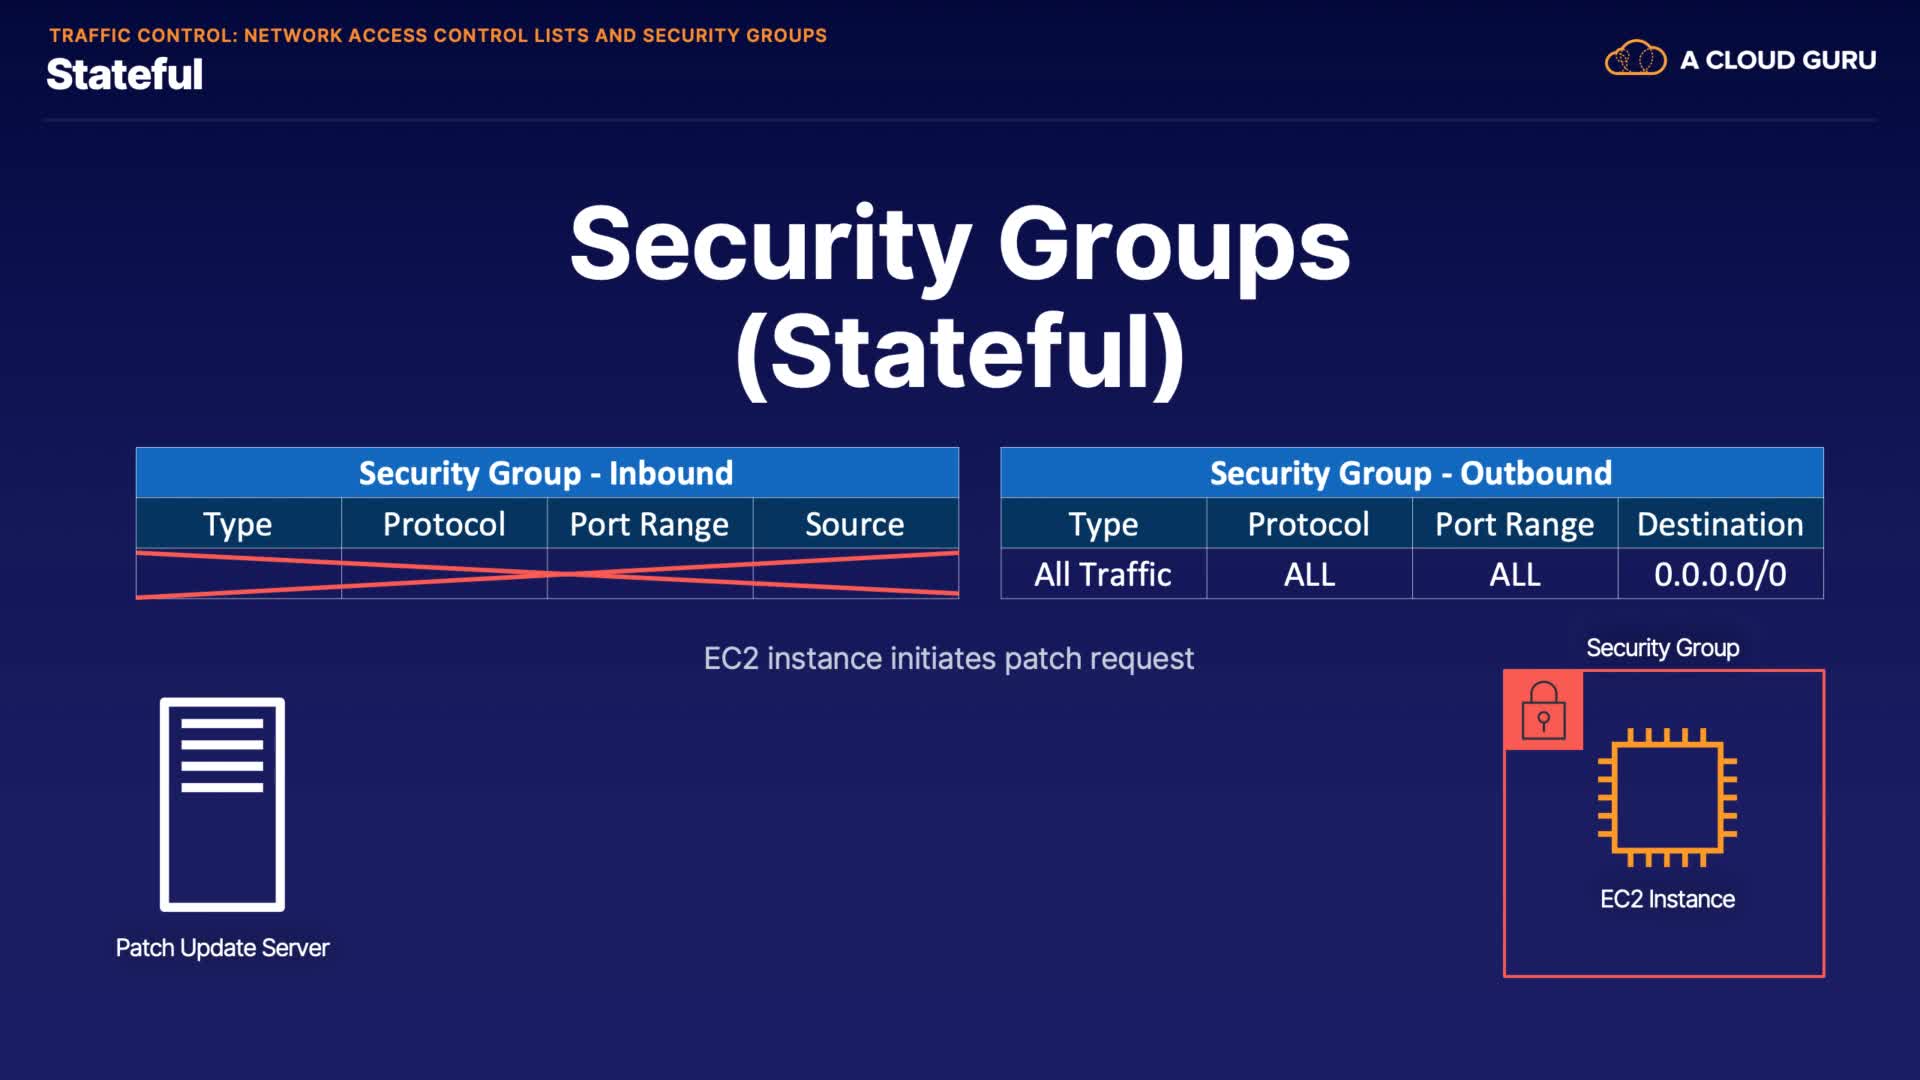 TRAFFIC CONTROL: NETWORK ACCESS CONTROL LISTS AND SECURITY GROUPS
Stateful
A CLOUD GURU
Security Groups
(Stateful)
Security Group - Inbound
Type Protocol Port Range Source
Security Group - Outbound
Type Protocol Port Range Destination
All Traffic ALL ALL 0.0.0.0/0
EC2 instance initiates patch request
Security Group
EC2 Instance
Patch Update Server